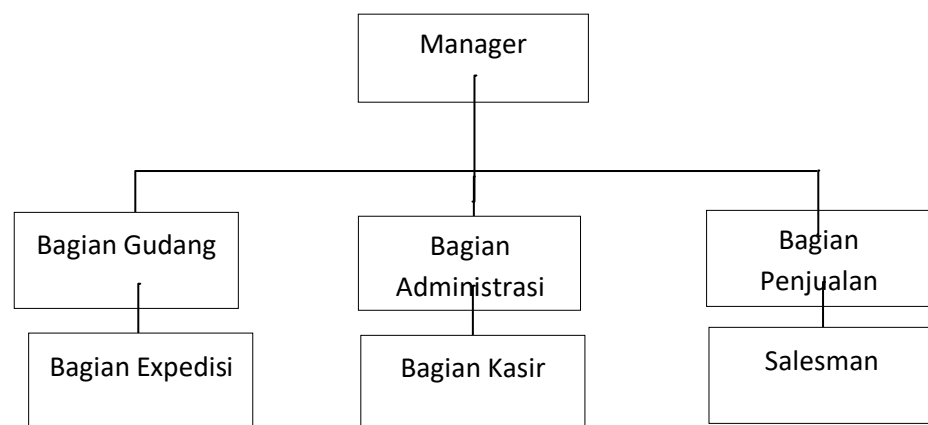 Manager
Bagian Gudang
Bagian
Administrasi
Bagian
Penjualan
Bagian Expedisi
Bagian Kasir
Salesman